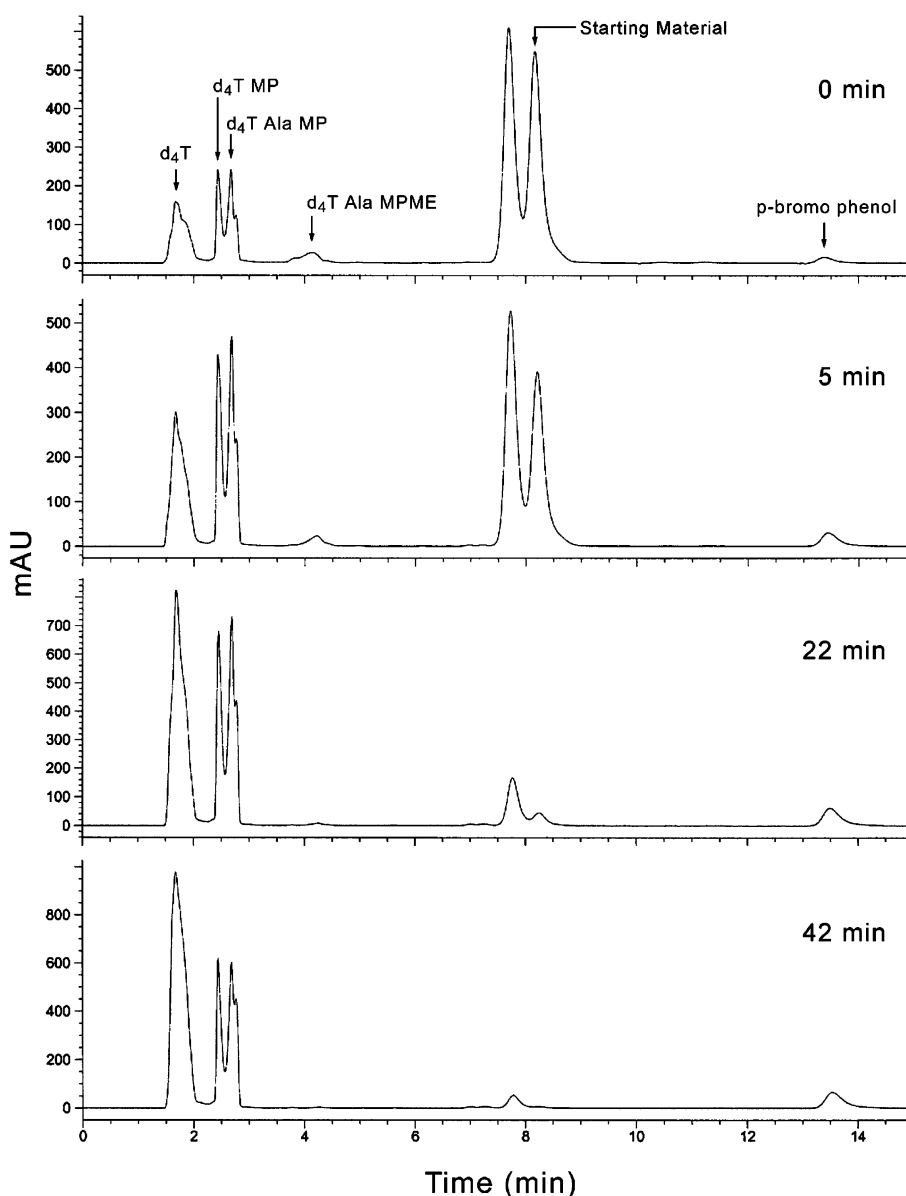 Starting Material
0 min
d4T MP
d4T Ala MP
d4T
d4T Ala MPME
p-bromo phenol
600
500
400
300
200
100
0
5 min
500
400
300
200
100
0
mAU
22 min
700
600
500
400
300
200
100
0
42 min
800
600
400
200
0
0 2 4 6 8 10 12 14
Time (min)